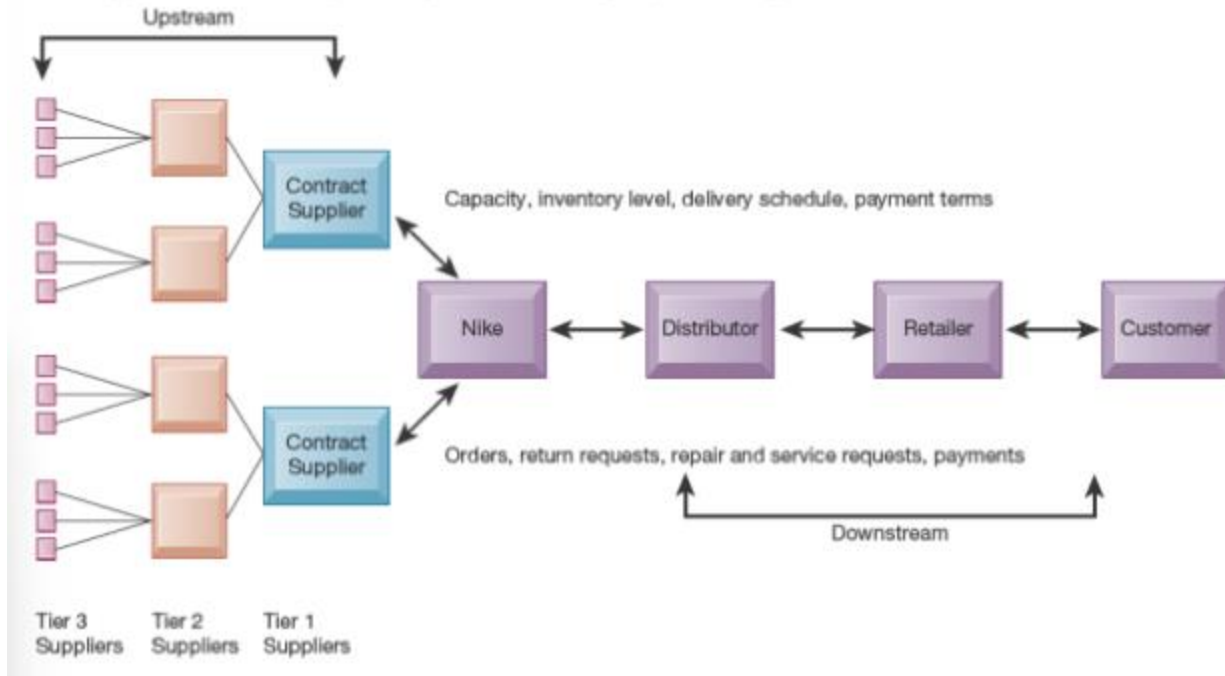 Upstream
Contract
Supplier
Capacity, inventory level, delivery schedule, payment terms
Nike
Distributor
Retailer
Customer
Contract
Supplier
Orders, return requests, repair and service requests, payments
Downstream
Tier 3
Suppliers
Tier 2
Suppliers
Tier 1
Suppliers